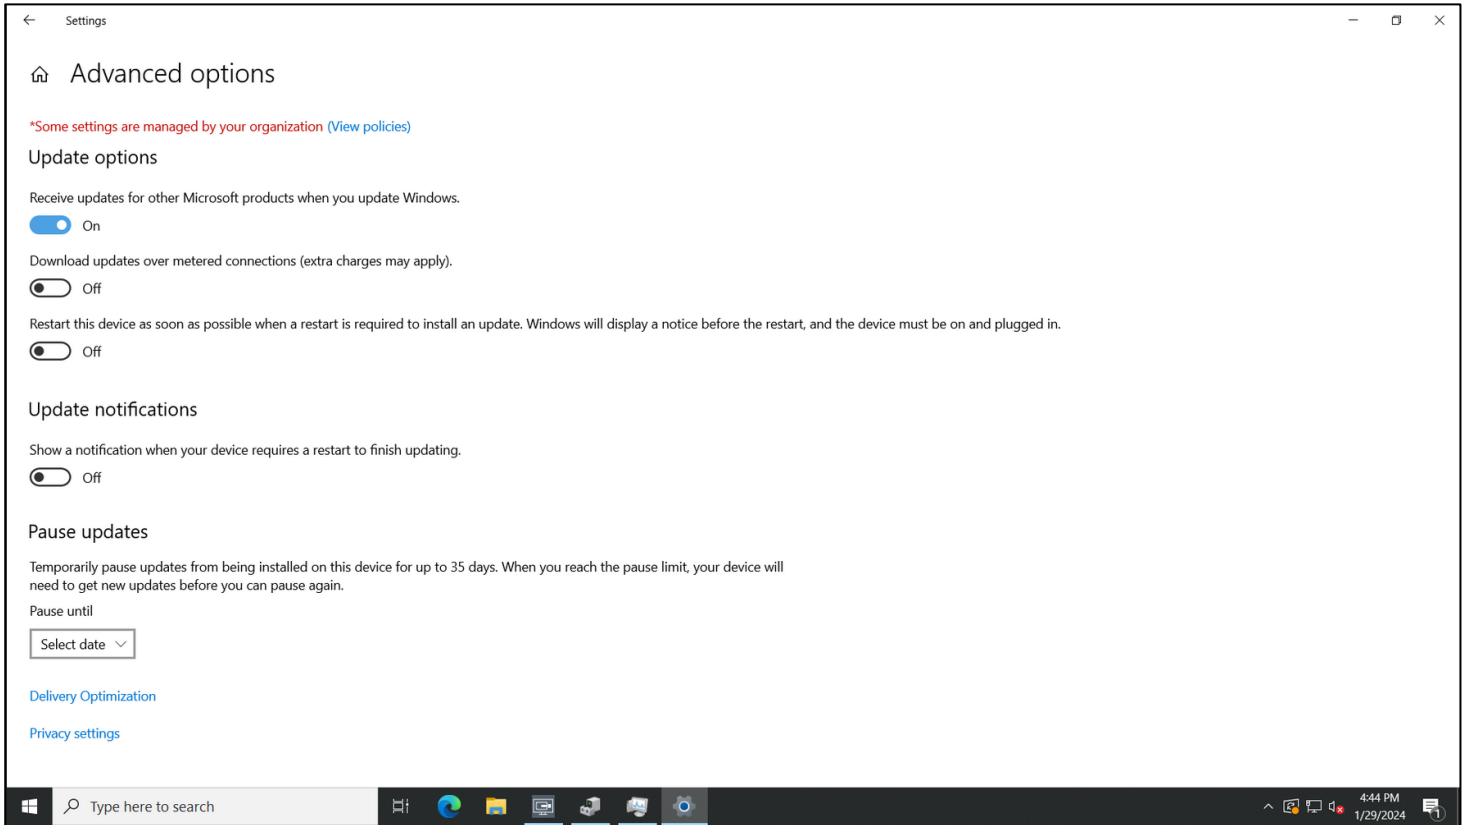 Settings
Advanced options
*Some settings are managed by your organization (View policies)
Update options
Receive updates for other Microsoft products when you update Windows.
On
Download updates over metered connections (extra charges may apply).
Off
Restart this device as soon as possible when a restart is required to install an update. Windows will display a notice before the restart, and the device must be on and plugged in.
Off
Update notifications
Show a notification when your device requires a restart to finish updating.
Off
Pause updates
Temporarily pause updates from being installed on this device for up to 35 days. When you reach the pause limit, your device will
need to get new updates before you can pause again.
Pause until
Select date
Delivery Optimization
Privacy settings
Type here to search
4:44 PM
1/29/2024
1